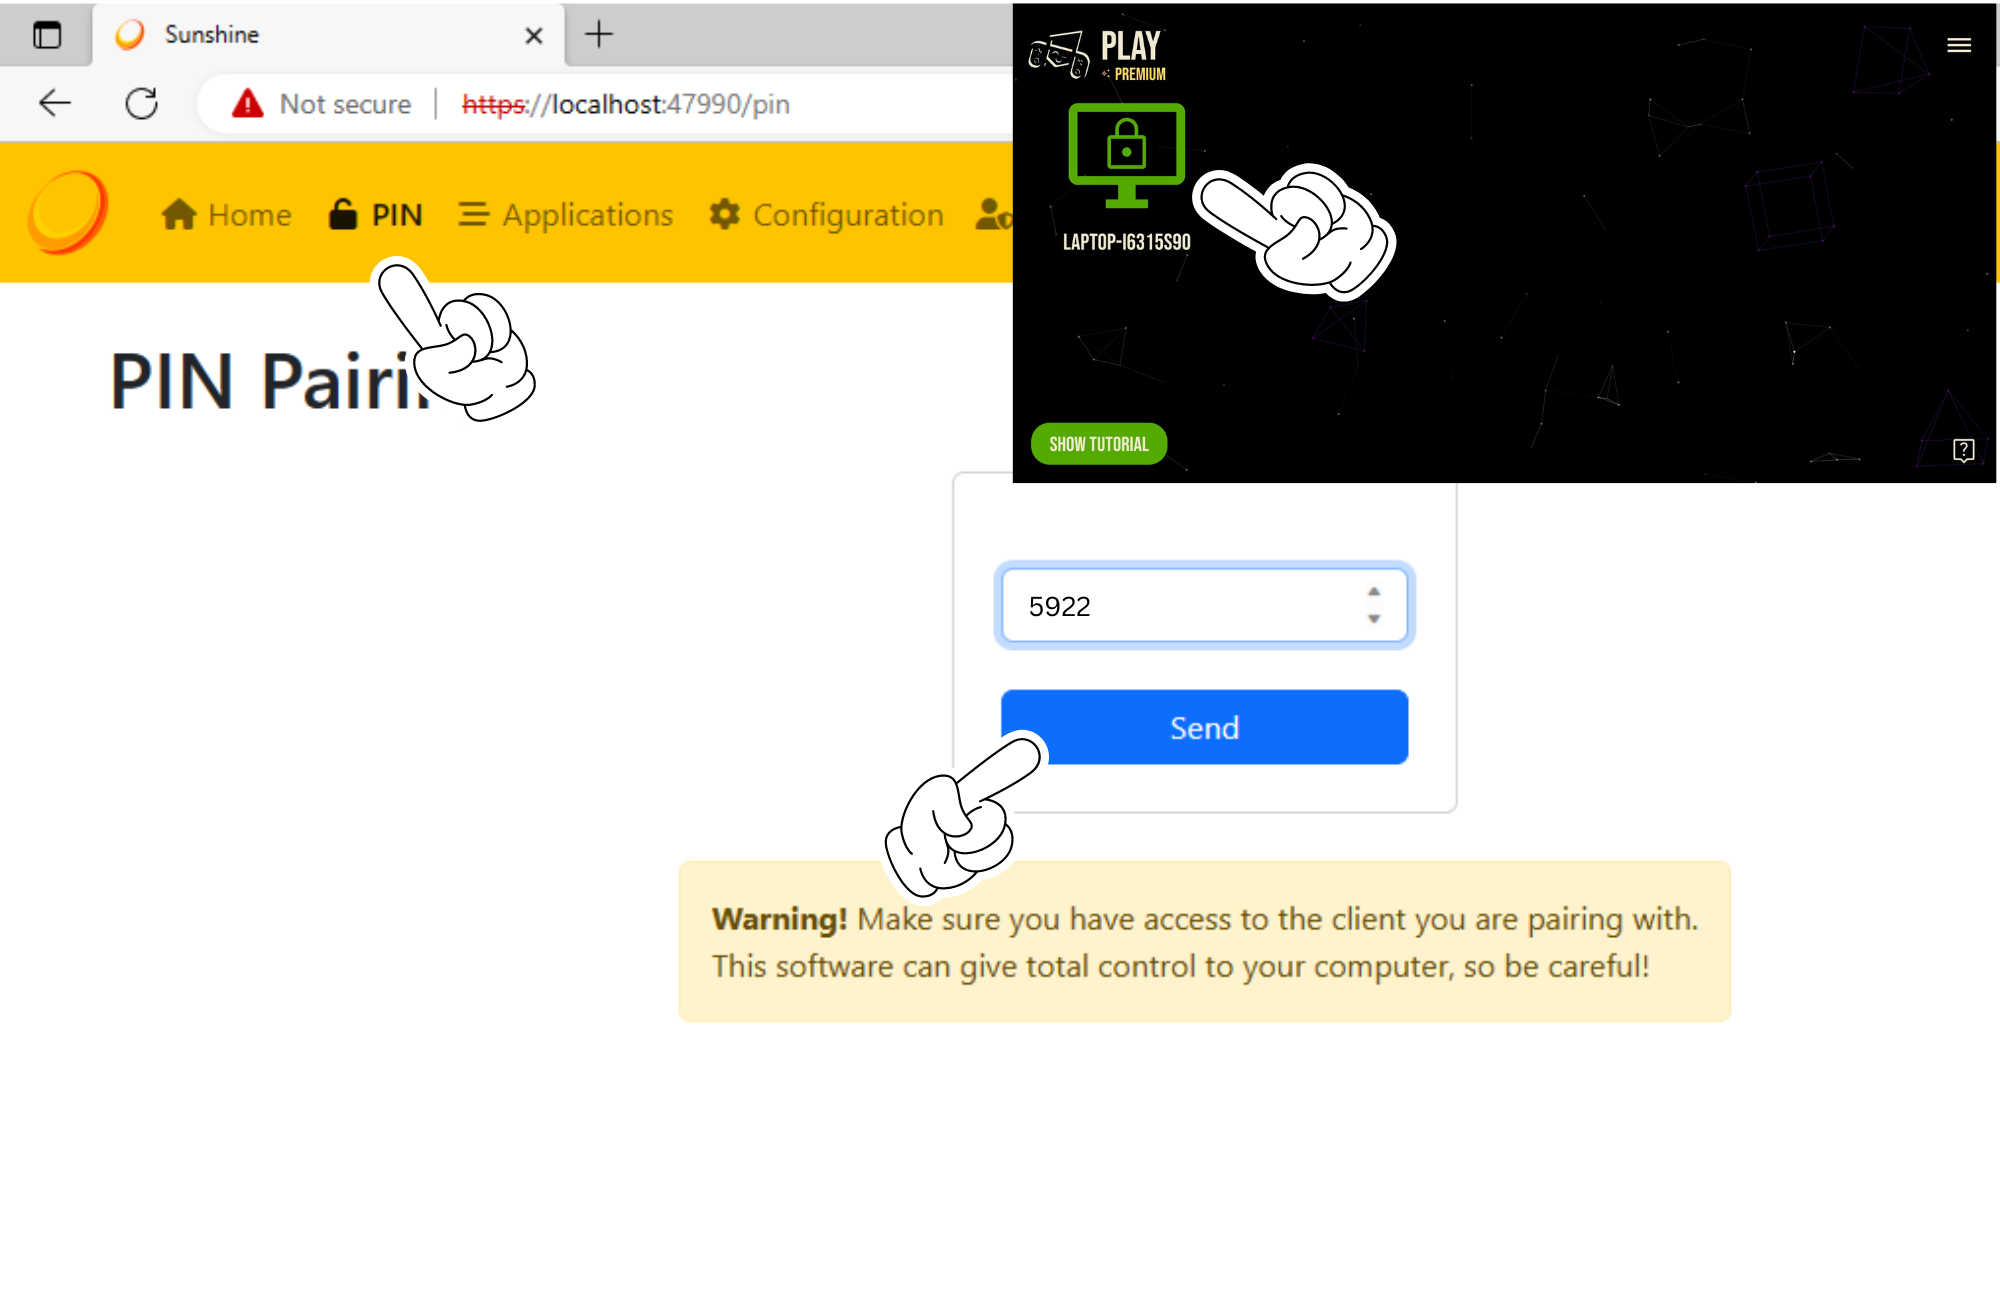 Sunshine
Not secure
https://localhost:47990/pin
Home
PIN
Applications
Configuration
PLAY
PREMIUM
LAPTOP-I6315S90
SHOW TUTORIAL
?
PIN
5922
Send
Warning! Make sure you have access to the client you are pairing with.
This software can give total control to your computer, so be careful!